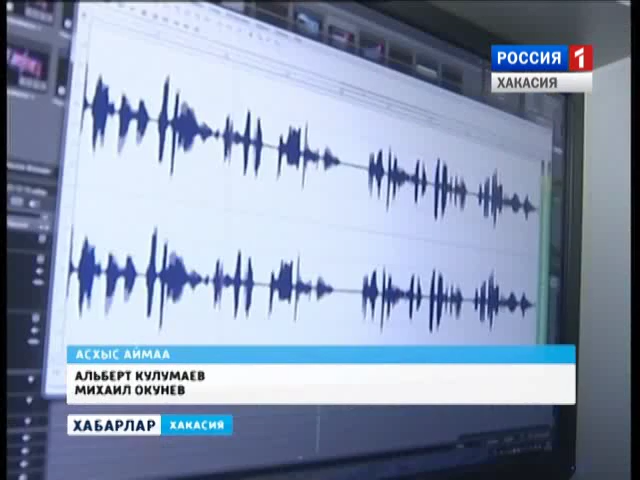 РОССИЯ 1
ХАКАСИЯ
АСХЫС АЙМАА
АЛЬБЕРТ КУЛУМАЕВ
МИХАИЛ ОКУНЕВ
ХАБАРЛАР ХАКАСИЯ